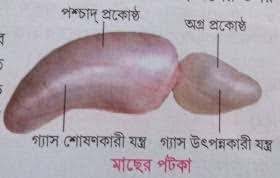 পশ্চাদ্ প্রকোষ্ঠ
অগ্র প্রকোষ্ঠ
গ্যাস শোষণকারী যন্ত্র গ্যাস উৎপন্নকারী যন্ত্র
মাছের পটকা